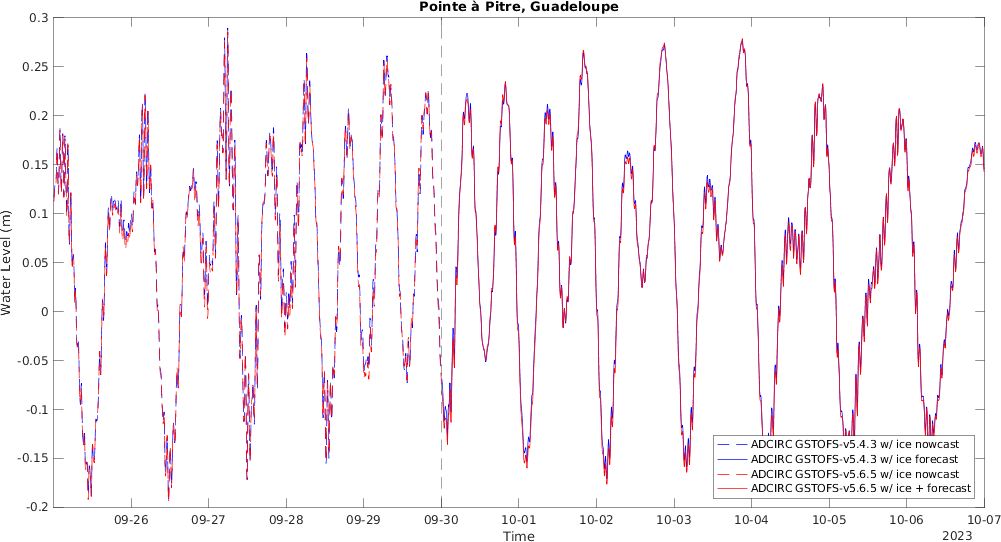 Pointe à Pitre, Guadeloupe
0.3
0.25
0.2
0.15
0.1
0.05
0
-0.05
-0.1
-0.15
-0.2
Water Level (m)
ADCIRC GSTOFS-v5.4.3 w/ ice nowcast
ADCIRC GSTOFS-v5.4.3 w/ ice forecast
ADCIRC GSTOFS-v5.6.5 w/ ice nowcast
ADCIRC GSTOFS-v5.6.5 w/ ice + forecast
09-26 09-27 09-28 09-29 09-30 10-01 10-02 10-03 10-04 10-05 10-06 10-07
Time
2023